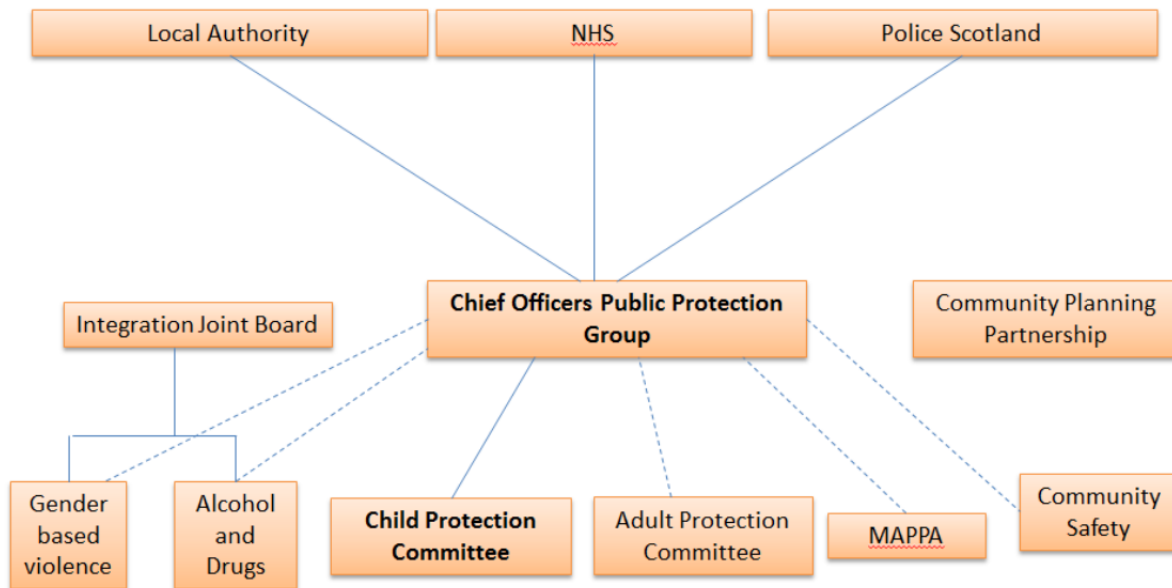 Local Authority
NHS
Police Scotland
Chief Officers Public Protection
Group
Community Planning
Partnership
Integration Joint Board
Gender
based
violence
Alcohol
and
Drugs
Child Protection
Committee
Adult Protection
Committee
MAPPA
Community
Safety